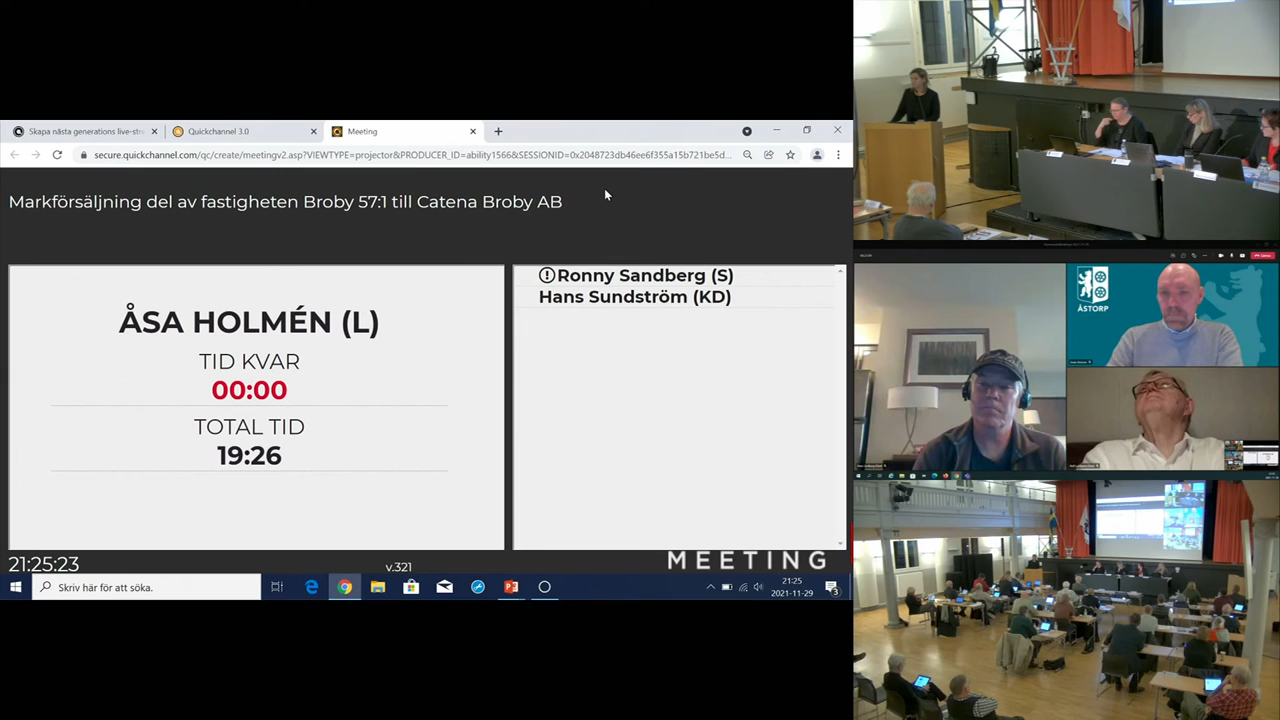 Skapa nästa generations live-str
Quickchannel 3.0
Meeting
secure.quickchannel.com/qc/create/meetingv2.asp?VIEWTYPE=projector&PRODUCER_ID=ability1566&SESSIONID=0x2048723db46ee6f355a15b721be5d...
Markförsäljning del av fastigheten Broby 57:1 till Catena Broby AB
ÅSA HOLMÉN (L)
TID KVAR
00:00
TOTAL TID
19:26
Ronny Sandberg (S)
Hans Sundström (KD)
21:25:23
v.321
MEETING
Skriv här för att söka.
21:25
2021-11-29
3
ÅSTORP